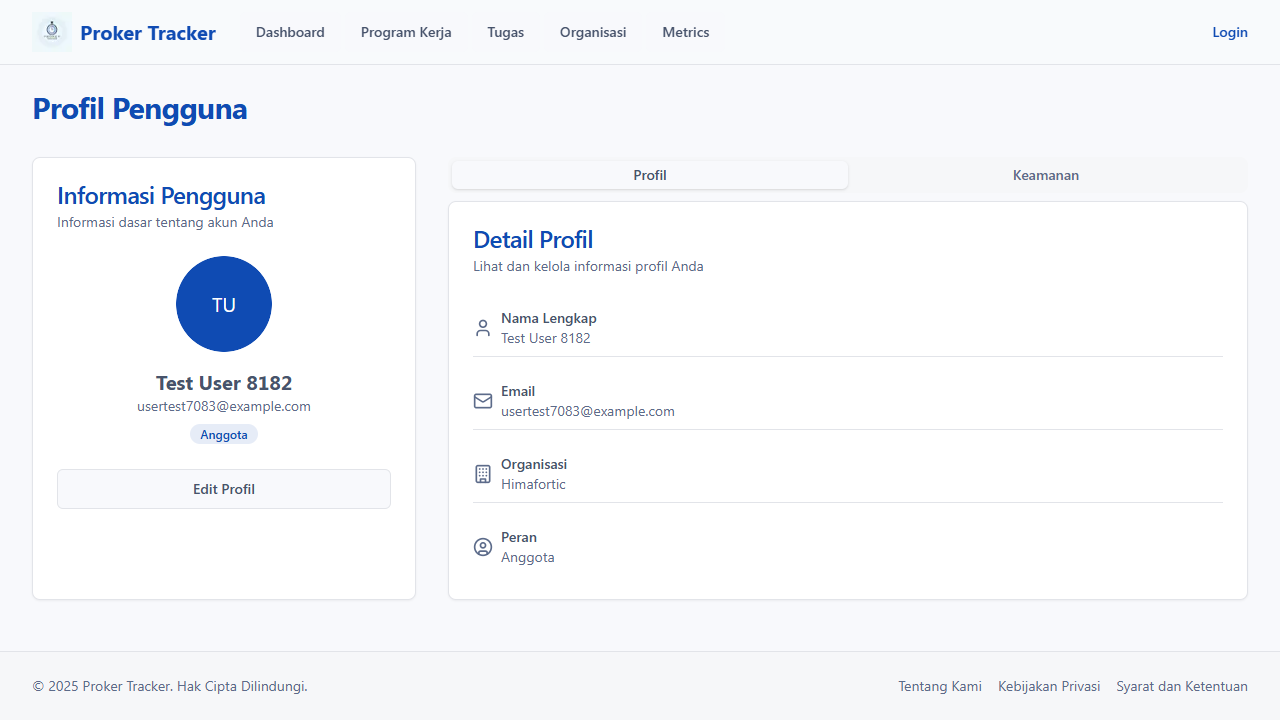 Proker Tracker
Dashboard
Program Kerja
Tugas
Organisasi
Metrics
Login
Profil Pengguna
Informasi Pengguna
Informasi dasar tentang akun Anda
TU
Test User 8182
usertest7083@example.com
Anggota
Edit Profil
Profil
Keamanan
Detail Profil
Lihat dan kelola informasi profil Anda
Nama Lengkap
Test User 8182
Email
usertest7083@example.com
Organisasi
Himafortic
Peran
Anggota
© 2025 Proker Tracker. Hak Cipta Dilindungi.
Tentang Kami
Kebijakan Privasi
Syarat dan Ketentuan